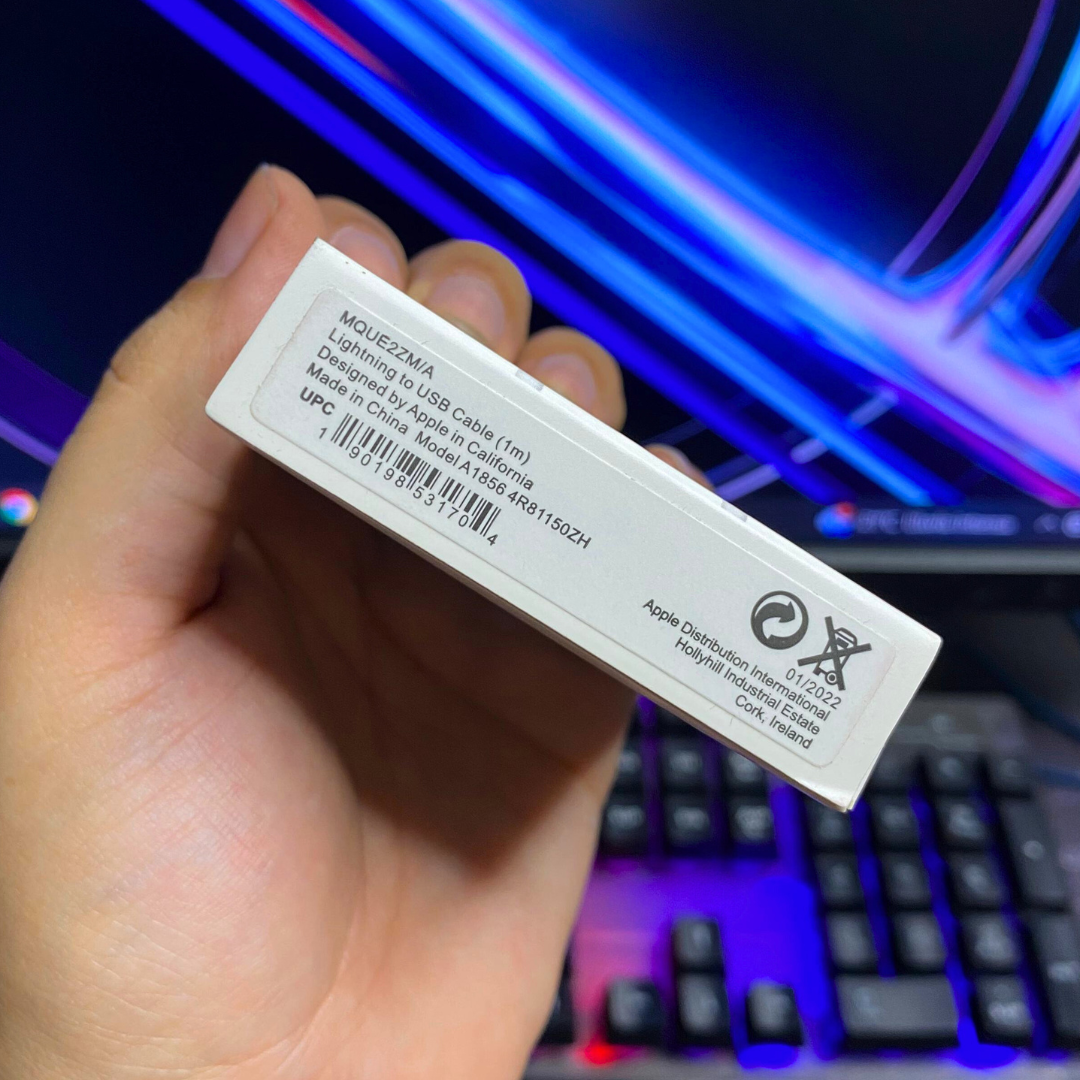 MQUE2ZM/A
Lightning to USB Cable (1m)
Designed by Apple in California
Made in China Model A1856 4R81150ZH
UPC
1 90198 53170 4
01/2022
Apple Distribution International
Hollyhill Industrial Estate
Cork, Ireland